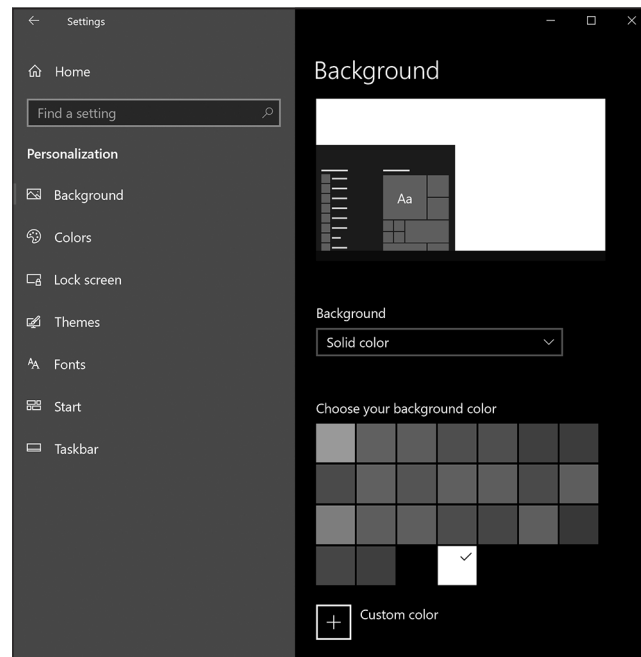 Settings
Home
Find a setting
Personalization
Background
Colors
Lock screen
Themes
Fonts
Start
Taskbar
Background
Aa
Background
Solid color
Choose your background color
Custom color